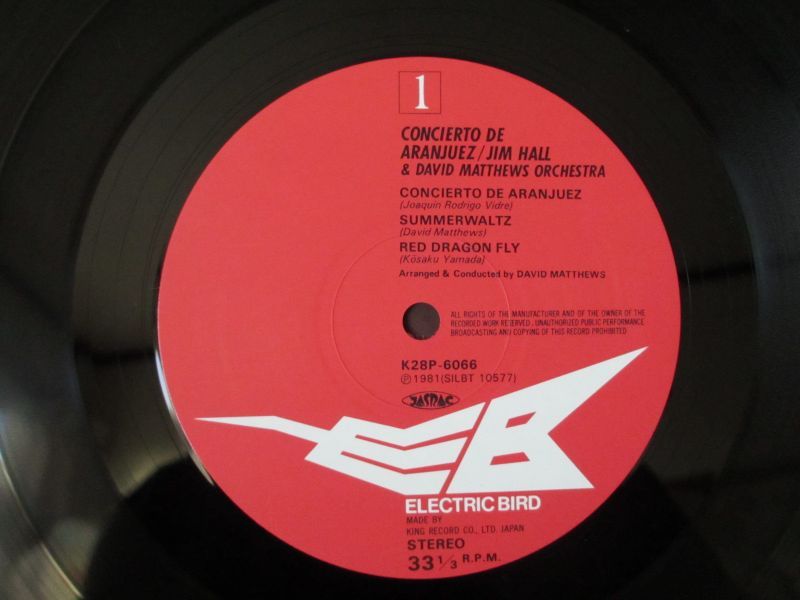 1
CONCIERTO DE
ARANJUEZ/JIM HALL
& DAVID MATTHEWS ORCHESTRA
CONCIERTO DE ARANJUEZ
(Joaquin Rodrigo Vidre)
SUMMERWALTZ
(David Matthews)
RED DRAGON FLY
(Kōsaku Yamada)
Arranged & Conducted by DAVID MATTHEWS
ALL RIGHTS OF THE MANUFACTURER AND OF THE OWNER OF THE
RECORDED WORK RESERVED. UNAUTHORIZED PUBLIC PERFORMANCE
BROADCASTING AND COPYING OF THIS RECORD PROHIBITED
K28P-6066
℗1981(SILBT 10577)
JASRAC
EB
ELECTRIC BIRD
MADE BY
KING RECORD CO., LTD. JAPAN
STEREO
33 1/3 R.P.M.